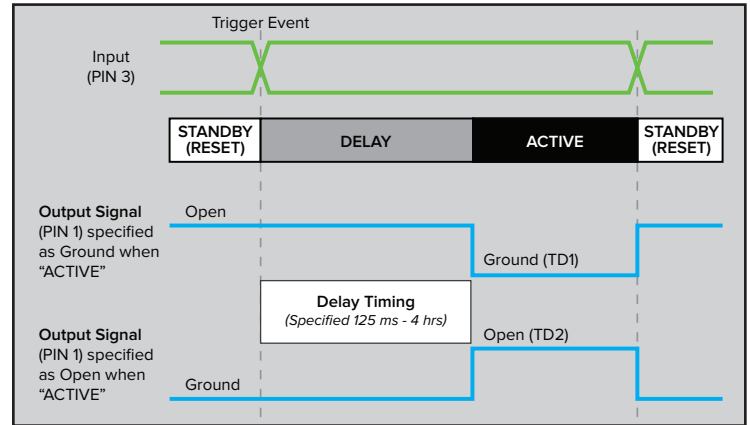 Trigger Event
Input
(PIN 3)
STANDBY
(RESET)
DELAY
ACTIVE
STANDBY
(RESET)
Output Signal
(PIN 1) specified
as Ground when
“ACTIVE”
Open
Ground (TD1)
Delay Timing
(Specified 125 ms - 4 hrs)
Output Signal
(PIN 1) specified
as Open when
“ACTIVE”
Open (TD2)
Ground